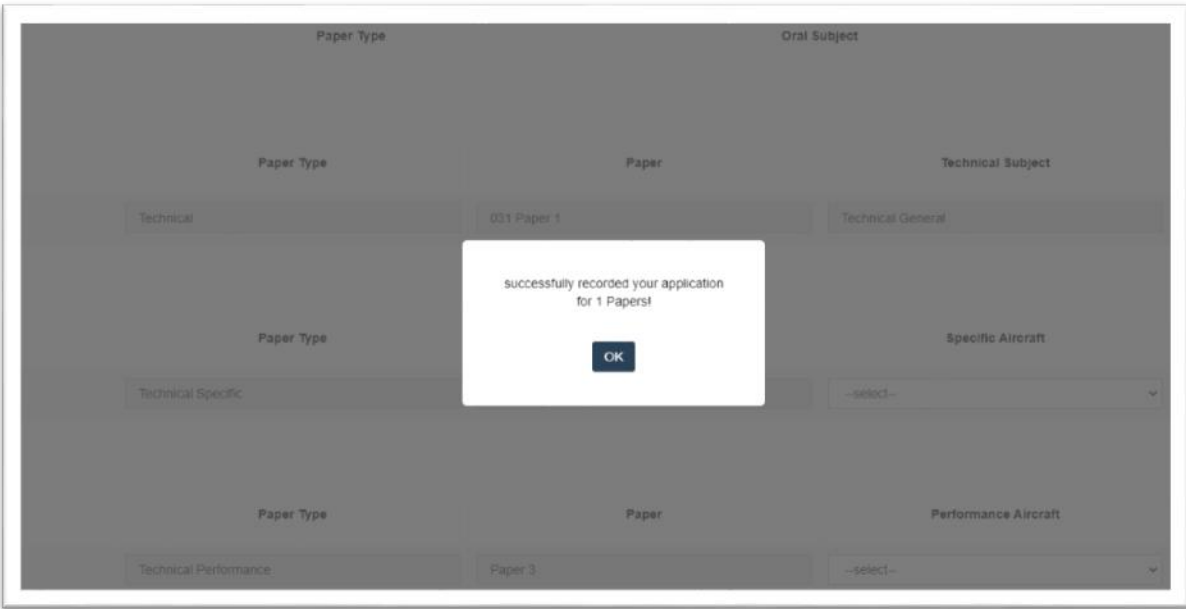 Paper Type Oral Subject
Paper Type Paper Technical Subject
Technical 031 Paper 1 Technical General
successfully recorded your application
for 1 Papers!
OK
Paper Type Specific Aircraft
Technical Specific --select--
Paper Type Paper Performance Aircraft
Technical Performance Paper 3 --select--